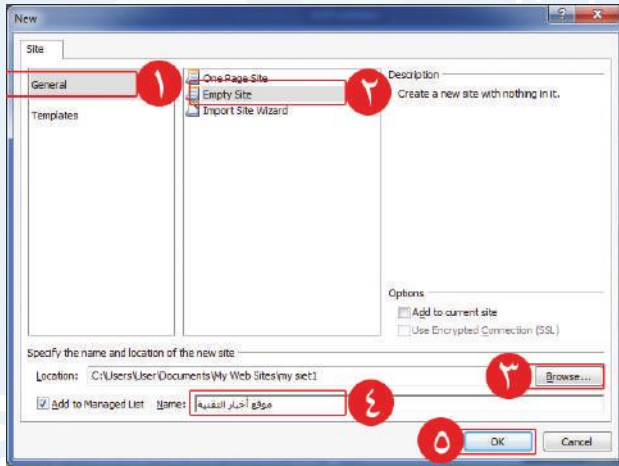 New
Site
General
Templates
١
One Page Site
Empty Site
Import Site Wizard
٢
Description
Create a new site with nothing in it.
Options
Add to current site
Use Encrypted Connection (SSL)
Specify the name and location of the new site
Location: C:\Users\User\Documents\My Web Sites\my siet1
٣
Browse...
Add to Managed List Name: موقع أخبار التقنية
٤
٥
OK Cancel